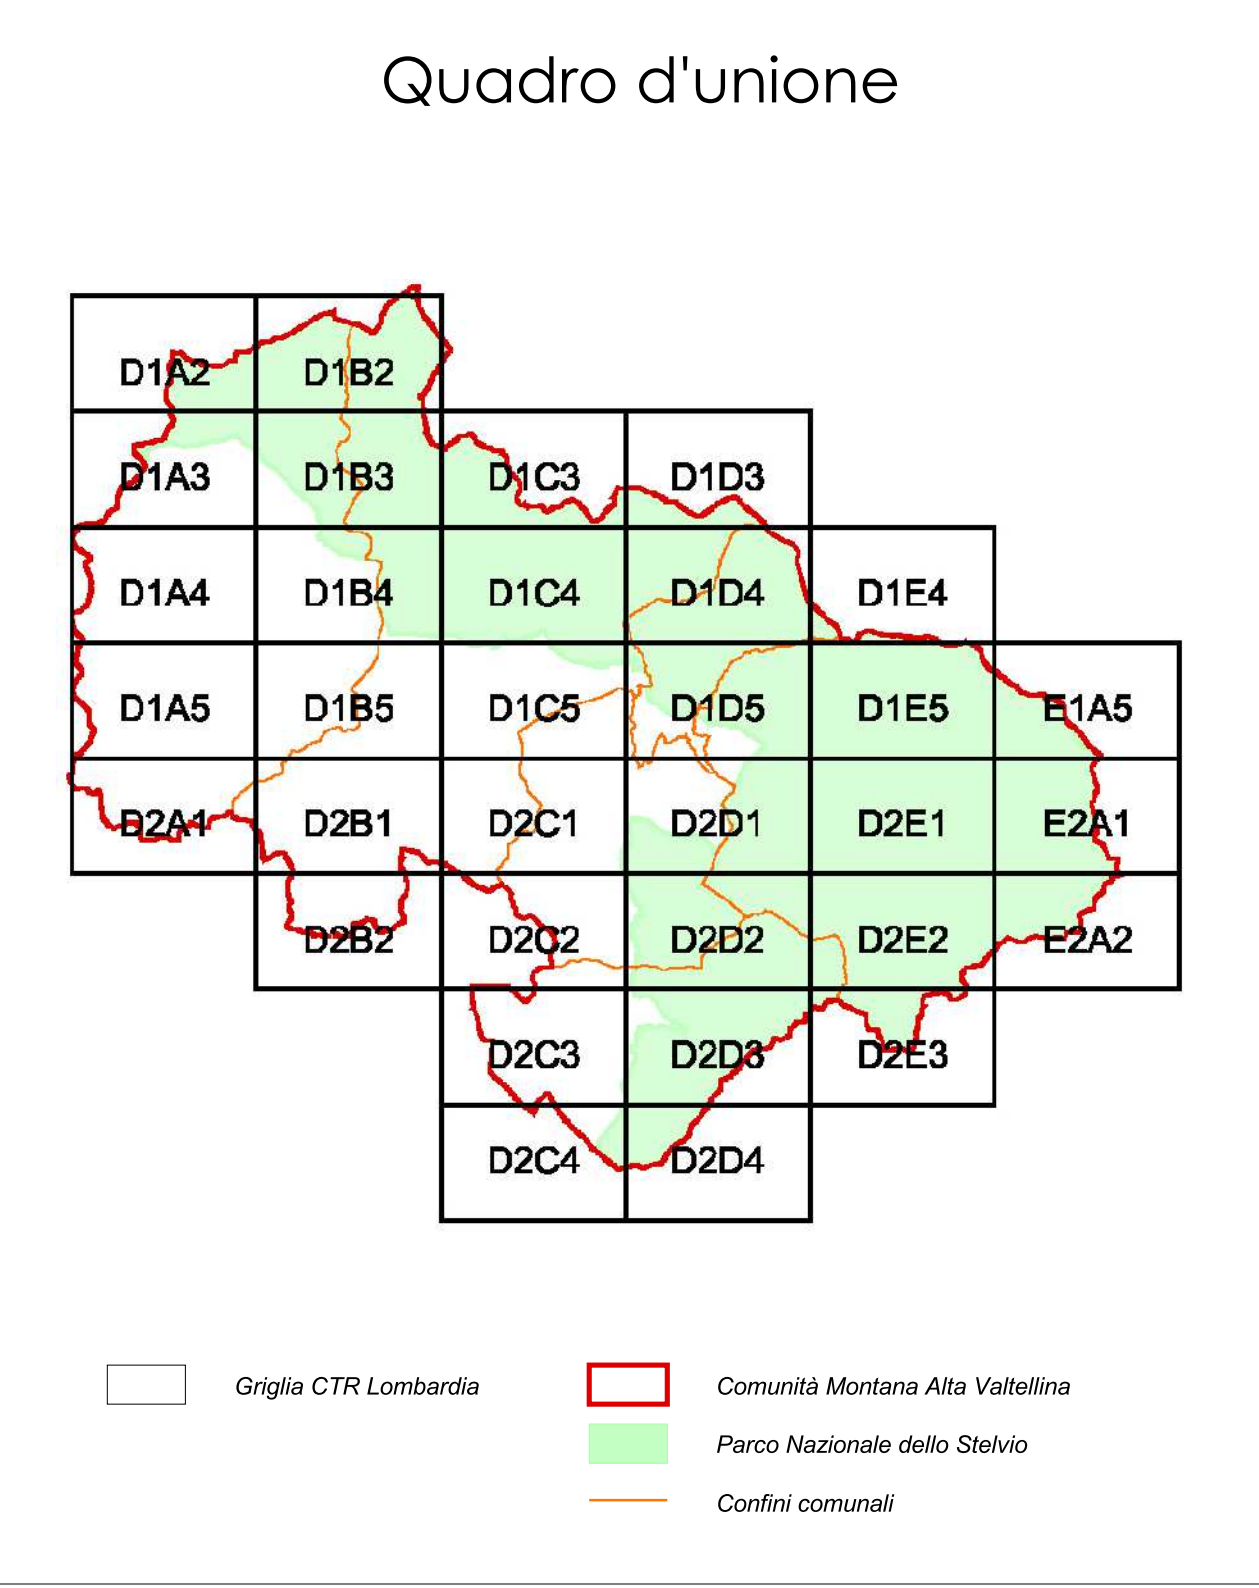 Quadro d'unione
D1A2 D1B2
D1A3 D1B3 D1C3 D1D3
D1A4 D1B4 D1C4 D1D4 D1E4
D1A5 D1B5 D1C5 D1D5 D1E5 E1A5
D2A1 D2B1 D2C1 D2D1 D2E1 E2A1
D2B2 D2C2 D2D2 D2E2 E2A2
D2C3 D2D3 D2E3
D2C4 D2D4
Griglia CTR Lombardia
Comunità Montana Alta Valtellina
Parco Nazionale dello Stelvio
Confini comunali